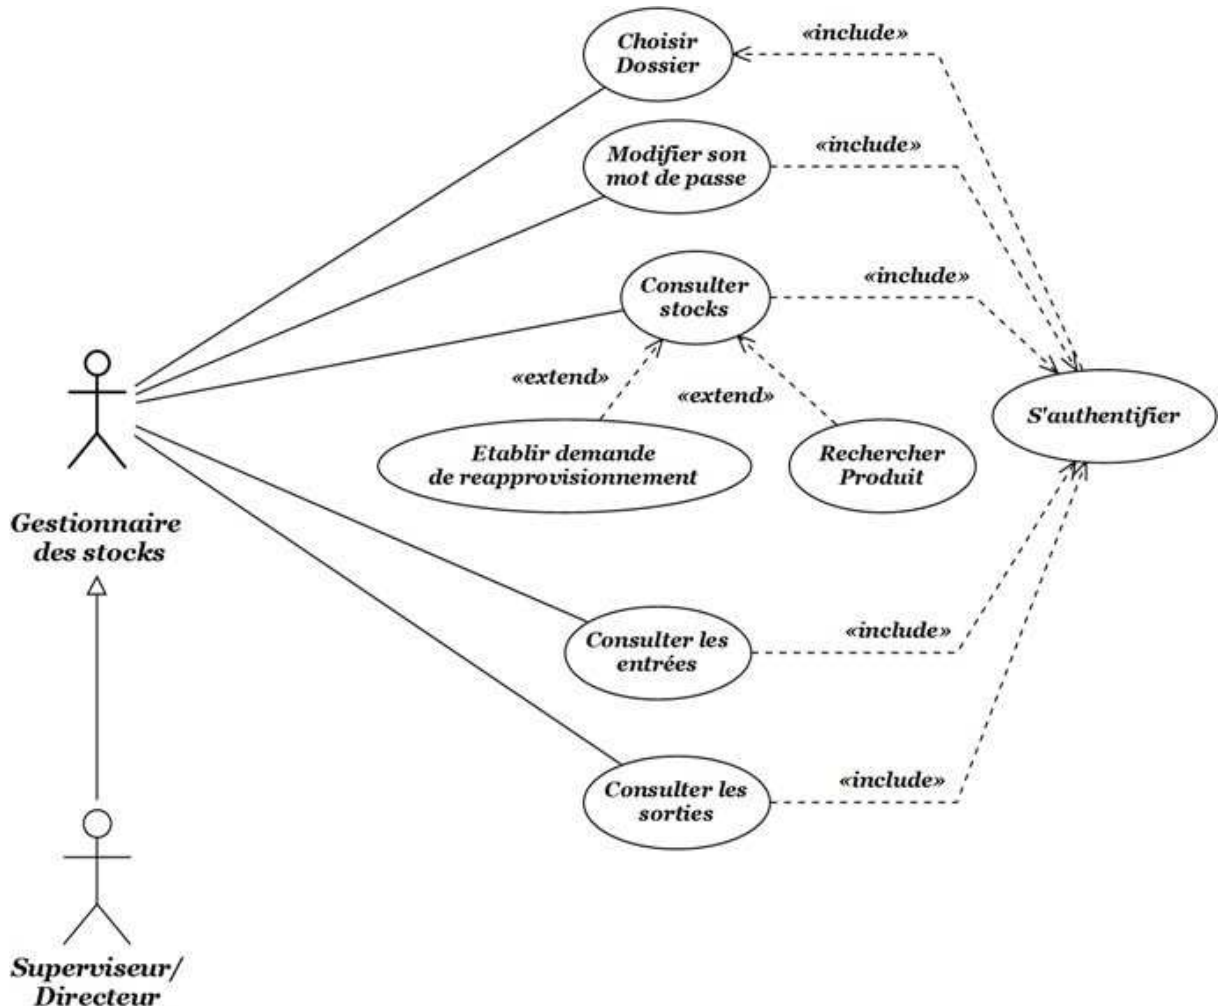 Choisir
Dossier
«include»
Modifier son
mot de passe
«include»
Consulter
stocks
«include»
«extend»
«extend»
S'authentifier
Etablir demande
de reapprovisionnement
Rechercher
Produit
Gestionnaire
des stocks
Consulter les
entrées
«include»
Consulter les
sorties
«include»
Superviseur/
Directeur